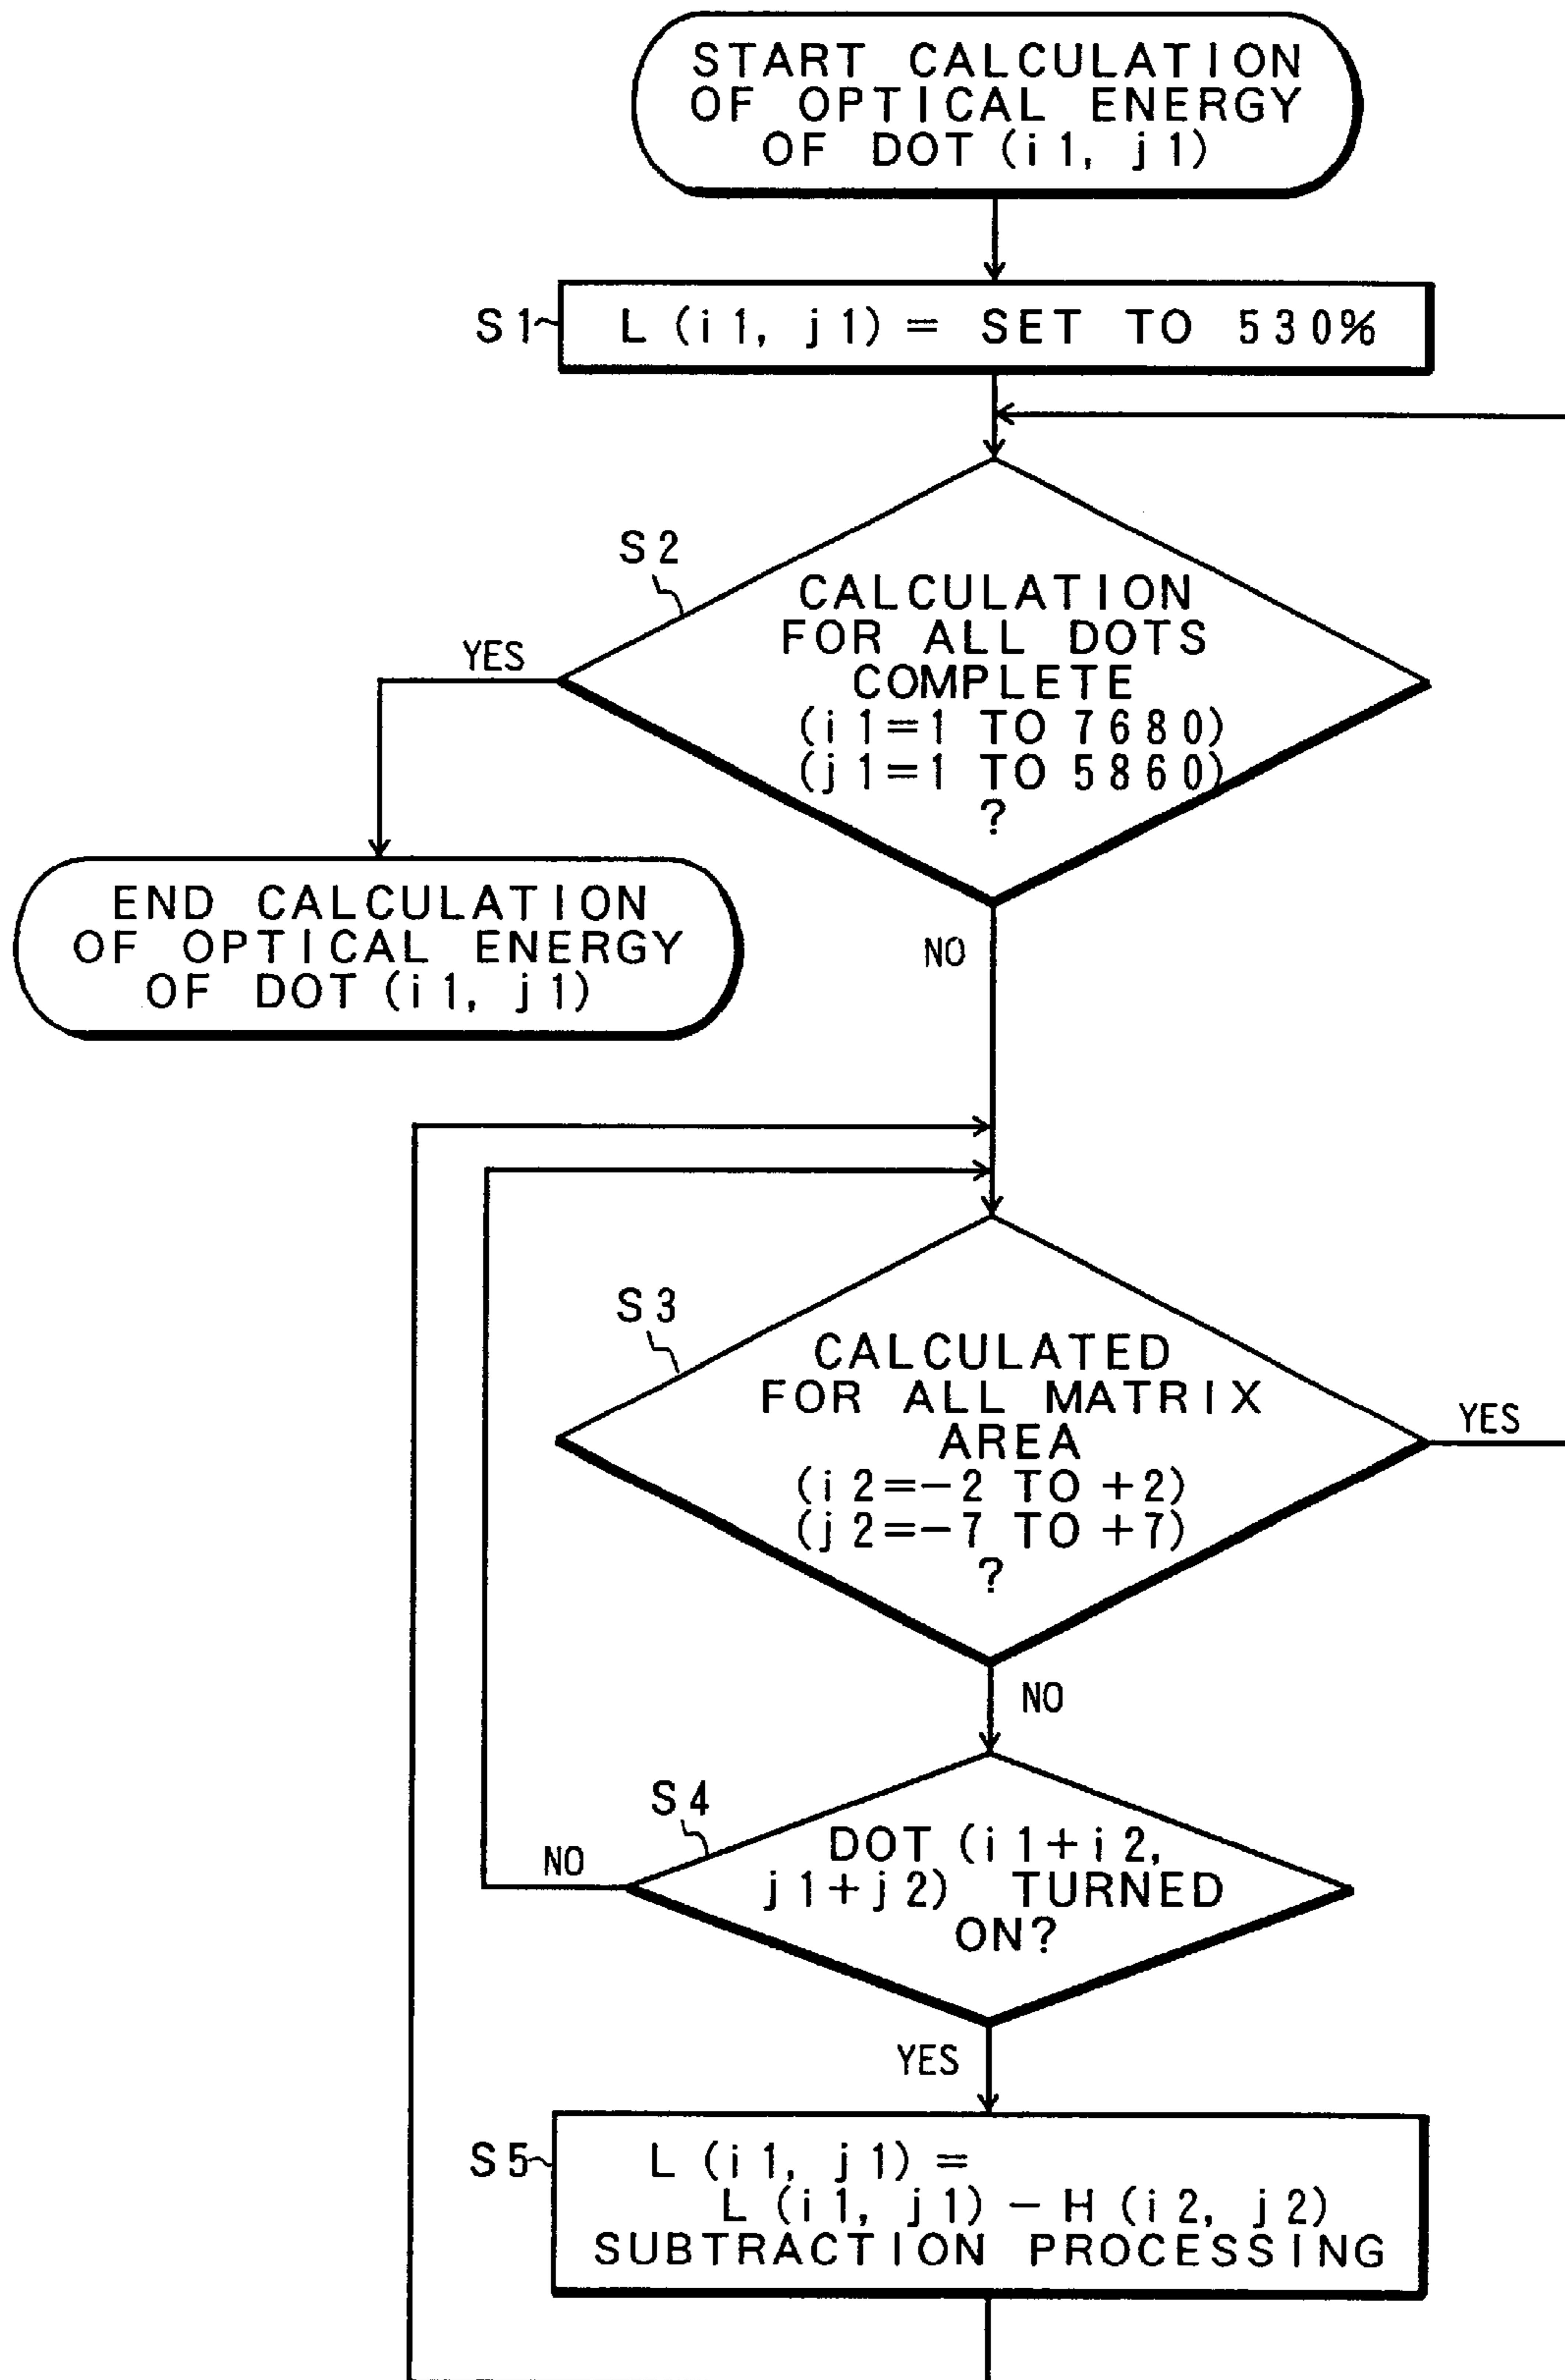 START CALCULATION
OF OPTICAL ENERGY
OF DOT (i1, j1)
S1
L (i1, j1) = SET TO 530%
S2
CALCULATION
FOR ALL DOTS
COMPLETE
(i1=1 TO 7680)
(j1=1 TO 5860)
?
YES
NO
END CALCULATION
OF OPTICAL ENERGY
OF DOT (i1, j1)
S3
CALCULATED
FOR ALL MATRIX
AREA
(i2=-2 TO +2)
(j2=-7 TO +7)
?
YES
NO
S4
DOT (i1+i2,
j1+j2) TURNED
ON?
NO
YES
S5
L (i1, j1) =
L (i1, j1) - H (i2, j2)
SUBTRACTION PROCESSING